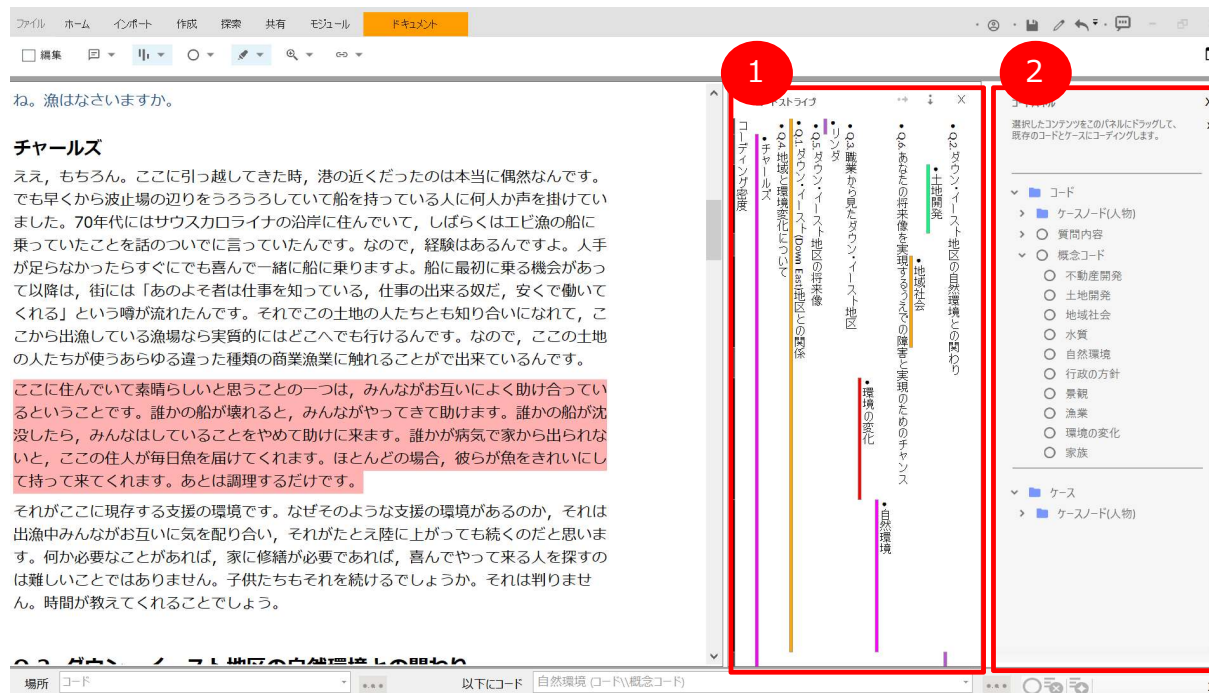 ファイル ホーム インポート 作成 探索 共有 モジュール ドキュメント
編集
ね。漁はなさいますか。
チャールズ
ええ，もちろん。ここに引っ越してきた時，港の近くだったのは本当に偶然なんです。
でも早くから波止場の辺りをうろうろしていて船を持っている人に何人か声を掛けてい
ました。70年代にはサウスカロライナの沿岸に住んでいて，しばらくはエビ漁の船に
乗っていたことを話のついでに言っていたんです。なので，経験はあるんですよ。人手
が足らなかったらすぐにでも喜んで一緒に船に乗りますよ。船に最初に乗る機会があっ
て以降は，街には「あのよそ者は仕事を知っている，仕事の出来る奴だ，安くで働いて
くれる」という噂が流れたんです。それでこの土地の人たちとも知り合いになれて，こ
こから出漁している漁場なら実質的にはどこへでも行けるんです。なので，ここの土地
の人たちが使うあらゆる違った種類の商業漁業に触れることがで出来ているんです。
ここに住んでいて素晴らしいと思うことの一つは，みんながお互いによく助け合ってい
るということです。誰かの船が壊れると，みんながやってきて助けます。誰かの船が沈
没したら，みんなはしていることをやめて助けに来ます。誰かが病気で家から出られな
いと，ここの住人が毎日魚を届けてくれます。ほとんどの場合，彼らが魚をきれいにし
て持って来てくれます。あとは調理するだけです。
それがここに現存する支援の環境です。なぜそのような支援の環境があるのか，それは
出漁中みんながお互いに気を配り合い，それがたとえ陸に上がっても続くのだと思いま
す。何か必要なことがあれば，家に修繕が必要であれば，喜んでやって来る人を探すの
は難しいことではありません。子供たちもそれを続けるでしょうか。それは判りませ
ん。時間が教えてくれることでしょう。
Q.2. ダウン・イースト地区の自然環境との関わり
1
ドストライプ
コーディング密度
•チャールズ
•Q.4. 地域と環境変化について
•Q.1. ダウン・イースト(Down East)地区との関係
•Q.5. ダウン・イースト地区の将来像
•リンダ
•Q.3. 職業から見たダウン・イースト地区
•環境の変化
•自然環境
•Q.6. あなたの将来像を実現するうえでの障害と実現のためのチャンス
•地域社会
•土地開発
•Q.2. ダウン・イースト地区の自然環境との関わり
2
選択したコンテンツをこのパネルにドラッグして、
既存のコードとケースにコーディングします。
コード
ケースノード(人物)
質問内容
概念コード
不動産開発
土地開発
地域社会
水質
自然環境
行政の方針
景観
漁業
環境の変化
家族
ケース
ケースノード(人物)
場所 コード 以下にコード 自然環境 (コード\\概念コード)